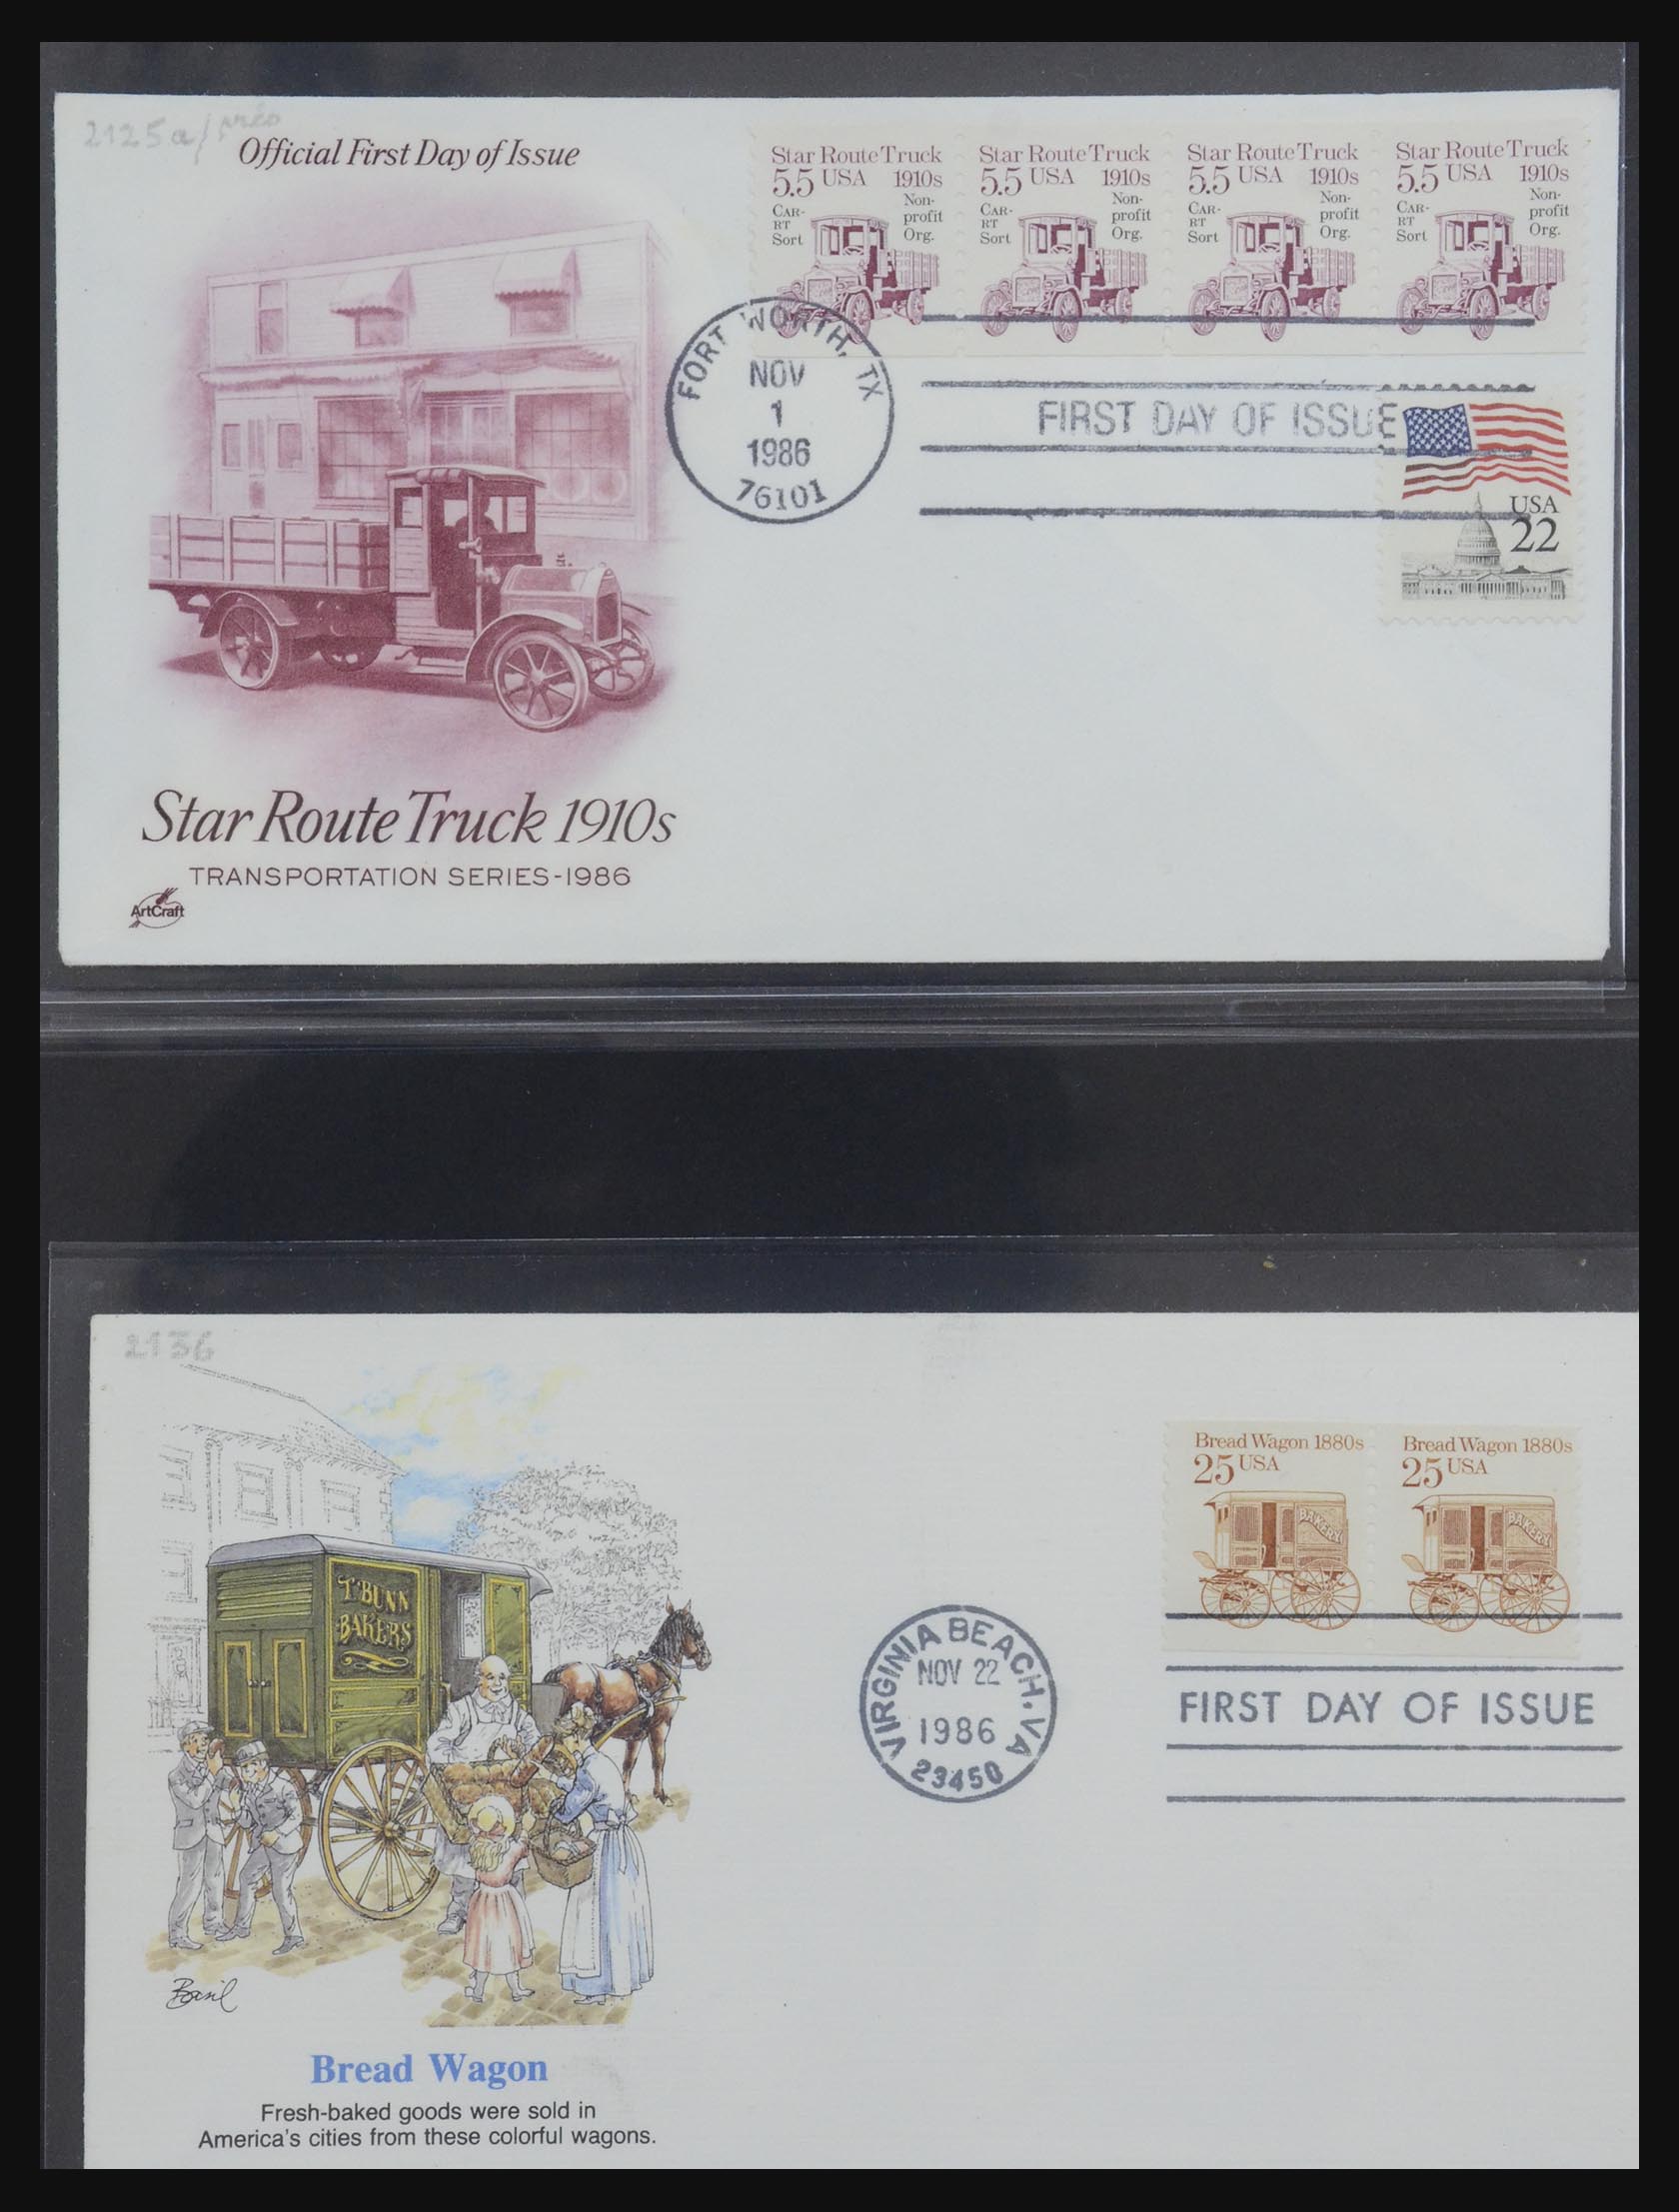 2125a/préo
Official First Day of Issue
Star Route Truck
5.5 USA 1910s
CAR-
RT
Sort
Non-
profit
Org.
Star Route Truck
5.5 USA 1910s
CAR-
RT
Sort
Non-
profit
Org.
Star Route Truck
5.5 USA 1910s
CAR-
RT
Sort
Non-
profit
Org.
Star Route Truck
5.5 USA 1910s
CAR-
RT
Sort
Non-
profit
Org.
FORT WORTH, TX
NOV
1
1986
76101
FIRST DAY OF ISSUE
USA
22
Star Route Truck 1910s
TRANSPORTATION SERIES-1986
ArtCraft
2136
Bread Wagon 1880s
25 USA
BAKERY
Bread Wagon 1880s
25 USA
BAKERY
T. BUNN
BAKERS
VIRGINIA BEACH, VA
NOV 22
1986
23450
FIRST DAY OF ISSUE
Basil
Bread Wagon
Fresh-baked goods were sold in
America's cities from these colorful wagons.